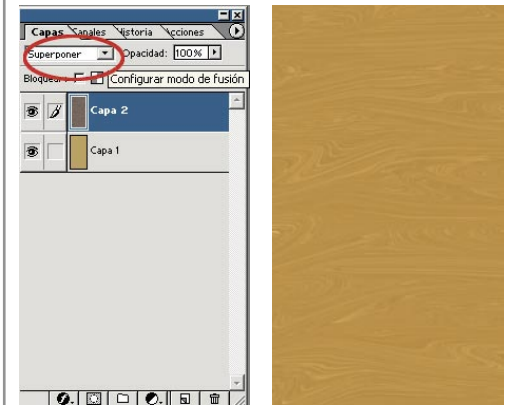 Capas Canales Historia Acciones
Superponer Opacidad: 100%
Bloquear: Configurar modo de fusión
Capa 2
Capa 1